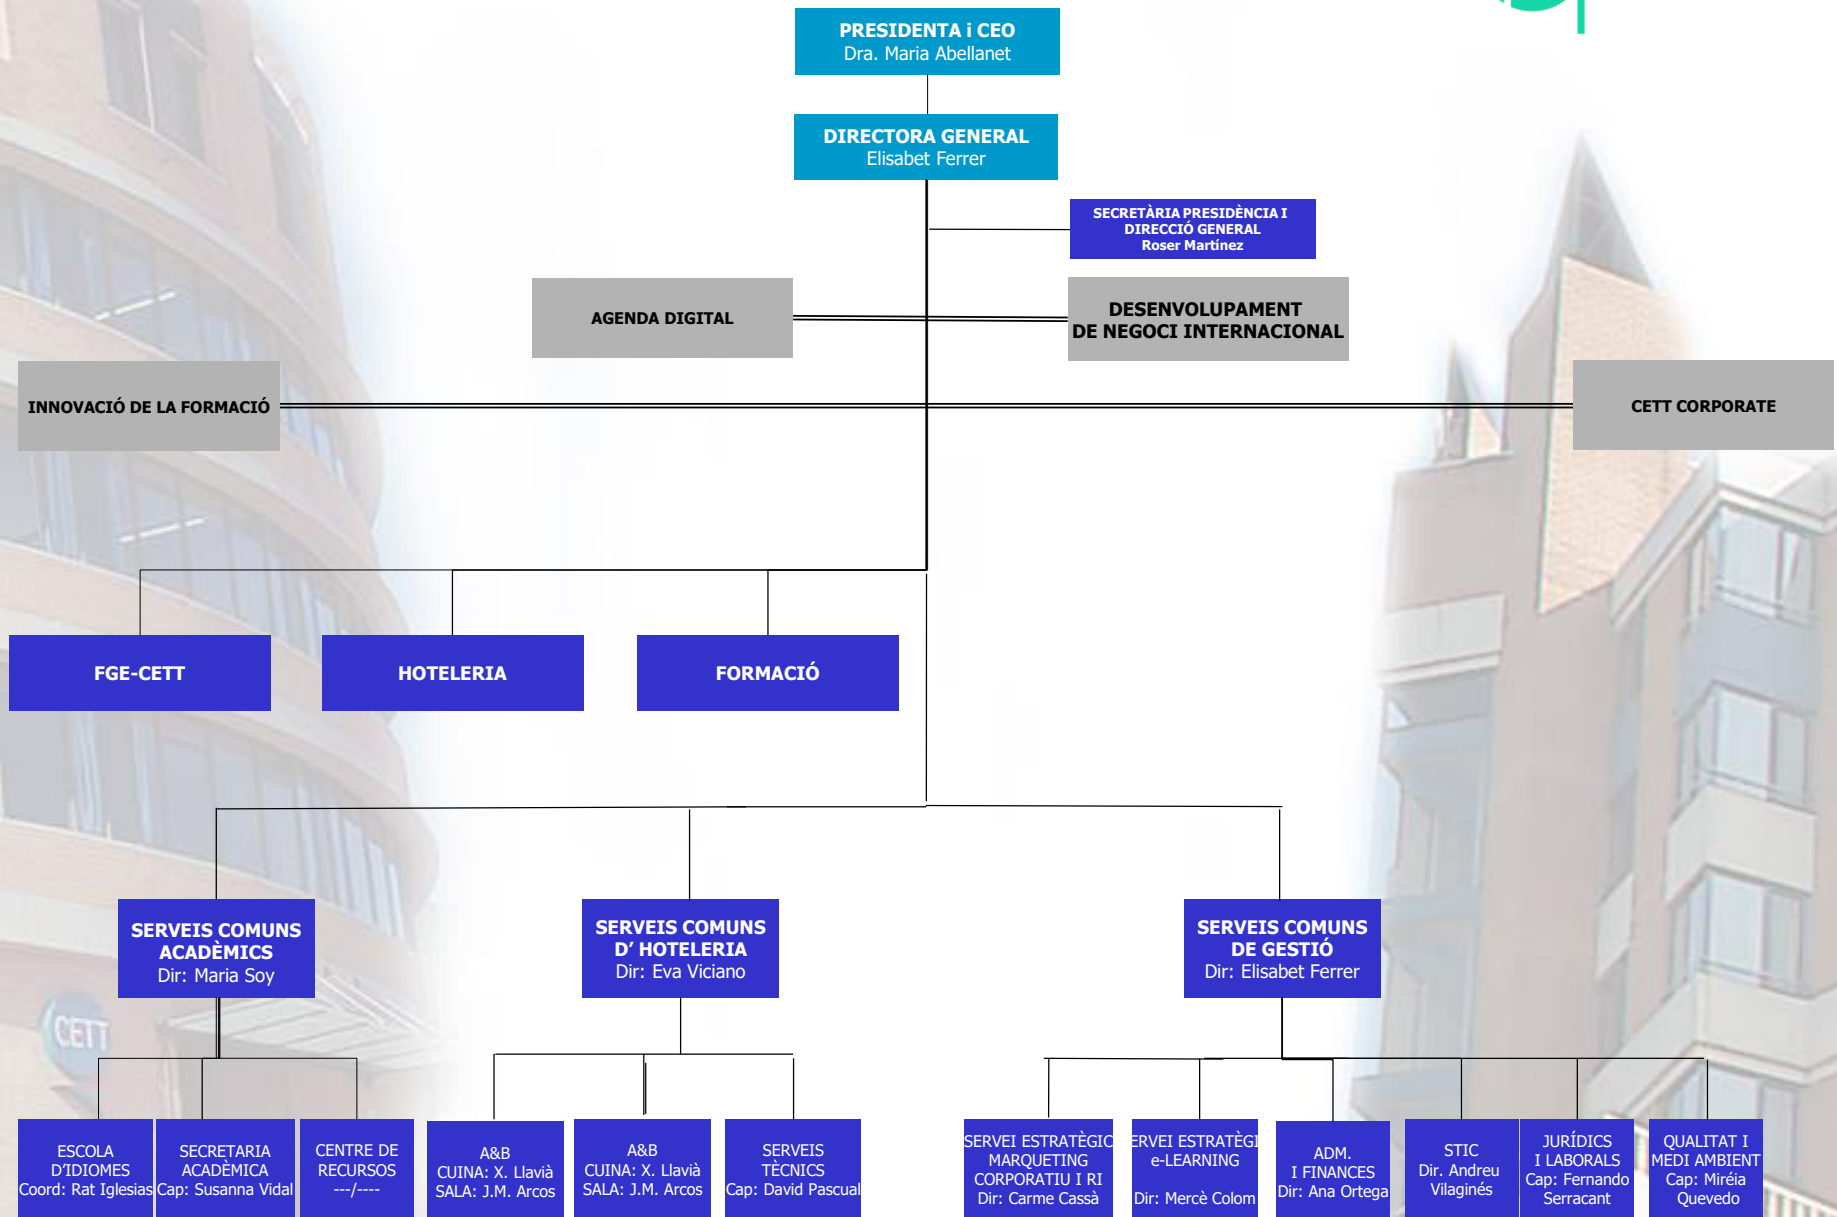 PRESIDENTA i CEO
Dra. Maria Abellanet
DIRECTORA GENERAL
Elisabet Ferrer
SECRETÀRIA PRESIDÈNCIA I
DIRECCIÓ GENERAL
Roser Martínez
AGENDA DIGITAL
DESENVOLUPAMENT
DE NEGOCI INTERNACIONAL
INNOVACIÓ DE LA FORMACIÓ
CETT CORPORATE
FGE-CETT
HOTELERIA
FORMACIÓ
SERVEIS COMUNS
ACADÈMICS
Dir: Maria Soy
SERVEIS COMUNS
D’ HOTELERIA
Dir: Eva Viciano
SERVEIS COMUNS
DE GESTIÓ
Dir: Elisabet Ferrer
CETT
ESCOLA
D'IDIOMES
Coord: Rat Iglesias
SECRETARIA
ACADÈMICA
Cap: Susanna Vidal
CENTRE DE
RECURSOS
---/----
A&B
CUINA: X. Llavià
SALA: J.M. Arcos
A&B
CUINA: X. Llavià
SALA: J.M. Arcos
SERVEIS
TÈCNICS
Cap: David Pascual
SERVEI ESTRATÈGIC
MARQUETING
CORPORATIU I RI
Dir: Carme Cassà
ERVEI ESTRATÈGI
e-LEARNING
Dir: Mercè Colom
ADM.
I FINANCES
Dir: Ana Ortega
STIC
Dir. Andreu
Vilaginés
JURÍDICS
I LABORALS
Cap: Fernando
Serracant
QUALITAT I
MEDI AMBIENT
Cap: Miréia
Quevedo